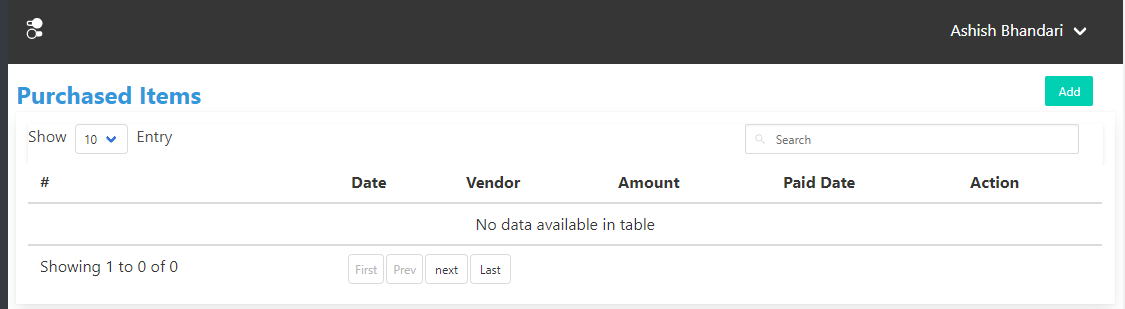 Ashish Bhandari
Purchased Items Add
Show 10 Entry Search
# Date Vendor Amount Paid Date Action
No data available in table
Showing 1 to 0 of 0 First Prev next Last